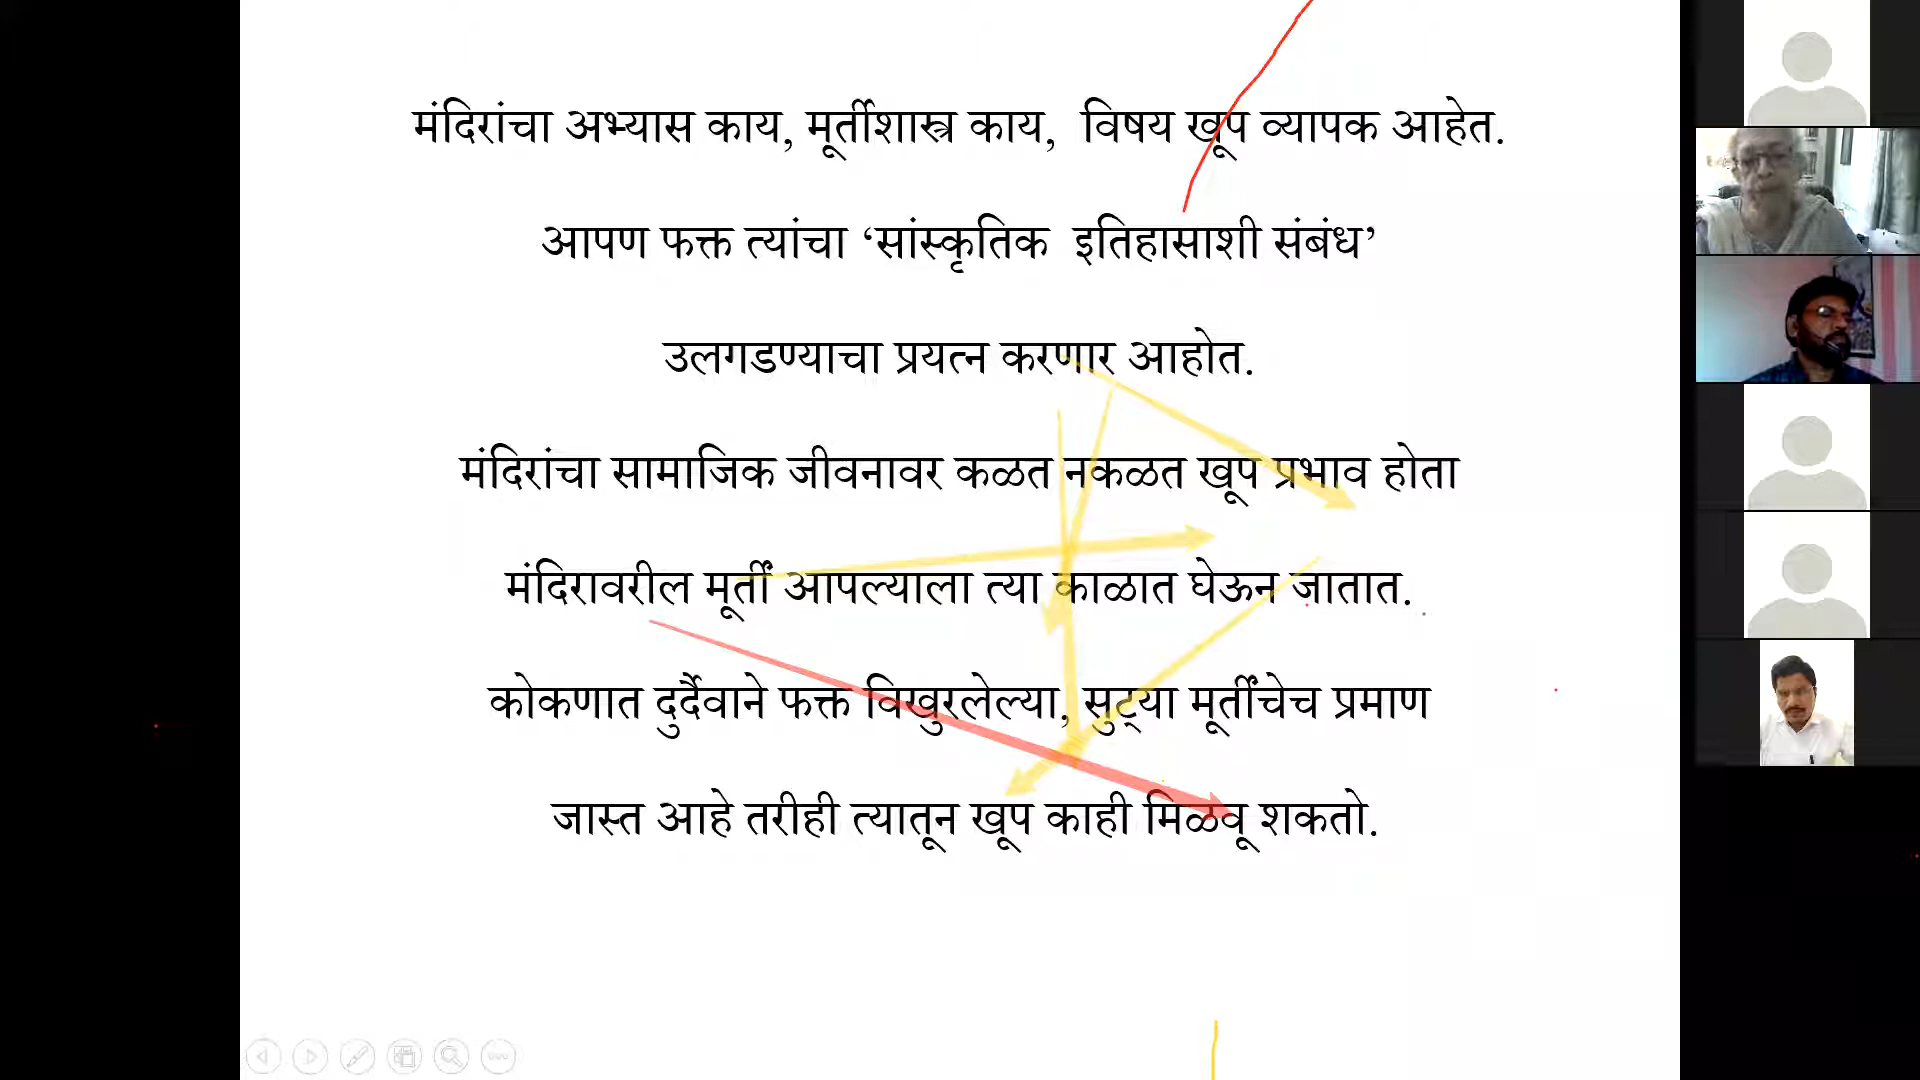 मंदिरांचा अभ्यास काय, मूर्तीशास्त्र काय,  विषय खूप व्यापक आहेत.
आपण फक्त त्यांचा ‘सांस्कृतिक  इतिहासाशी संबंध’
उलगडण्याचा प्रयत्न करणार आहोत.
मंदिरांचा सामाजिक जीवनावर कळत नकळत खूप प्रभाव होता
मंदिरावरील मूर्तीं आपल्याला त्या काळात घेऊन जातात.
कोकणात दुर्दैवाने फक्त विखुरलेल्या, सुट्या मूर्तींचेच प्रमाण
जास्त आहे तरीही त्यातून खूप काही मिळवू शकतो.